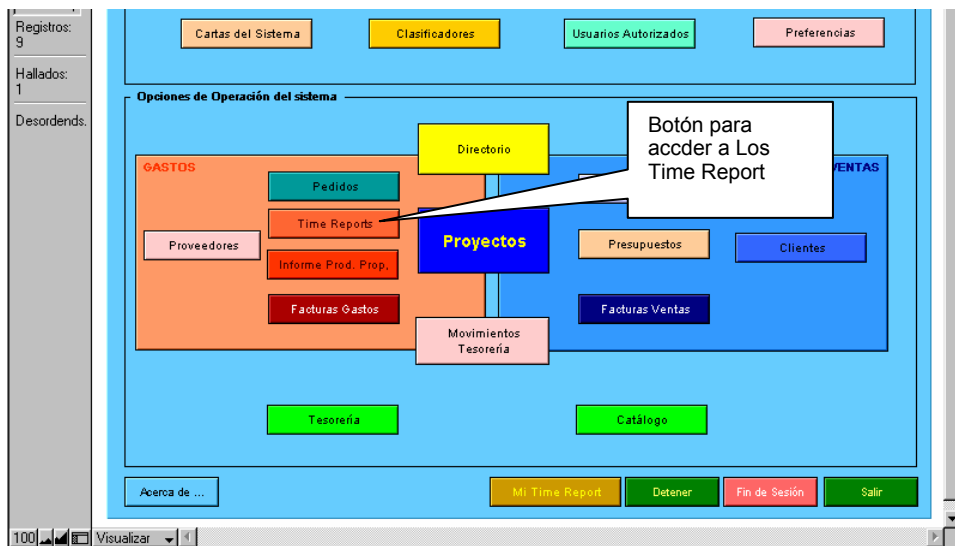 Registros:
9
Hallados:
1
Desordends.
Cartas del Sistema
Clasificadores
Usuarios Autorizados
Preferencias
Opciones de Operación del sistema
Directorio
Botón para
accder a Los
Time Report
GASTOS
VENTAS
Pedidos
Time Reports
Proyectos
Proveedores
Presupuestos
Clientes
Informe Prod. Prop,
Facturas Gastos
Facturas Ventas
Movimientos
Tesorería
Tesorería
Catálogo
Acerca de ...
Mi Time Report
Detener
Fin de Sesión
Salir
100
Visualizar